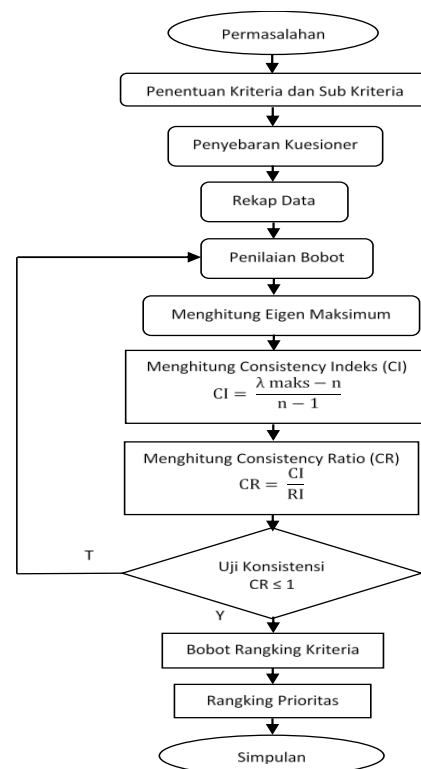 Permasalahan
Penentuan Kriteria dan Sub Kriteria
Penyebaran Kuesioner
Rekap Data
Penilaian Bobot
Menghitung Eigen Maksimum
Menghitung Consistency Indeks (CI)
CI = λ maks − n / n − 1
Menghitung Consistency Ratio (CR)
CR = CI / RI
T
Uji Konsistensi
CR ≤ 1
Y
Bobot Rangking Kriteria
Rangking Prioritas
Simpulan